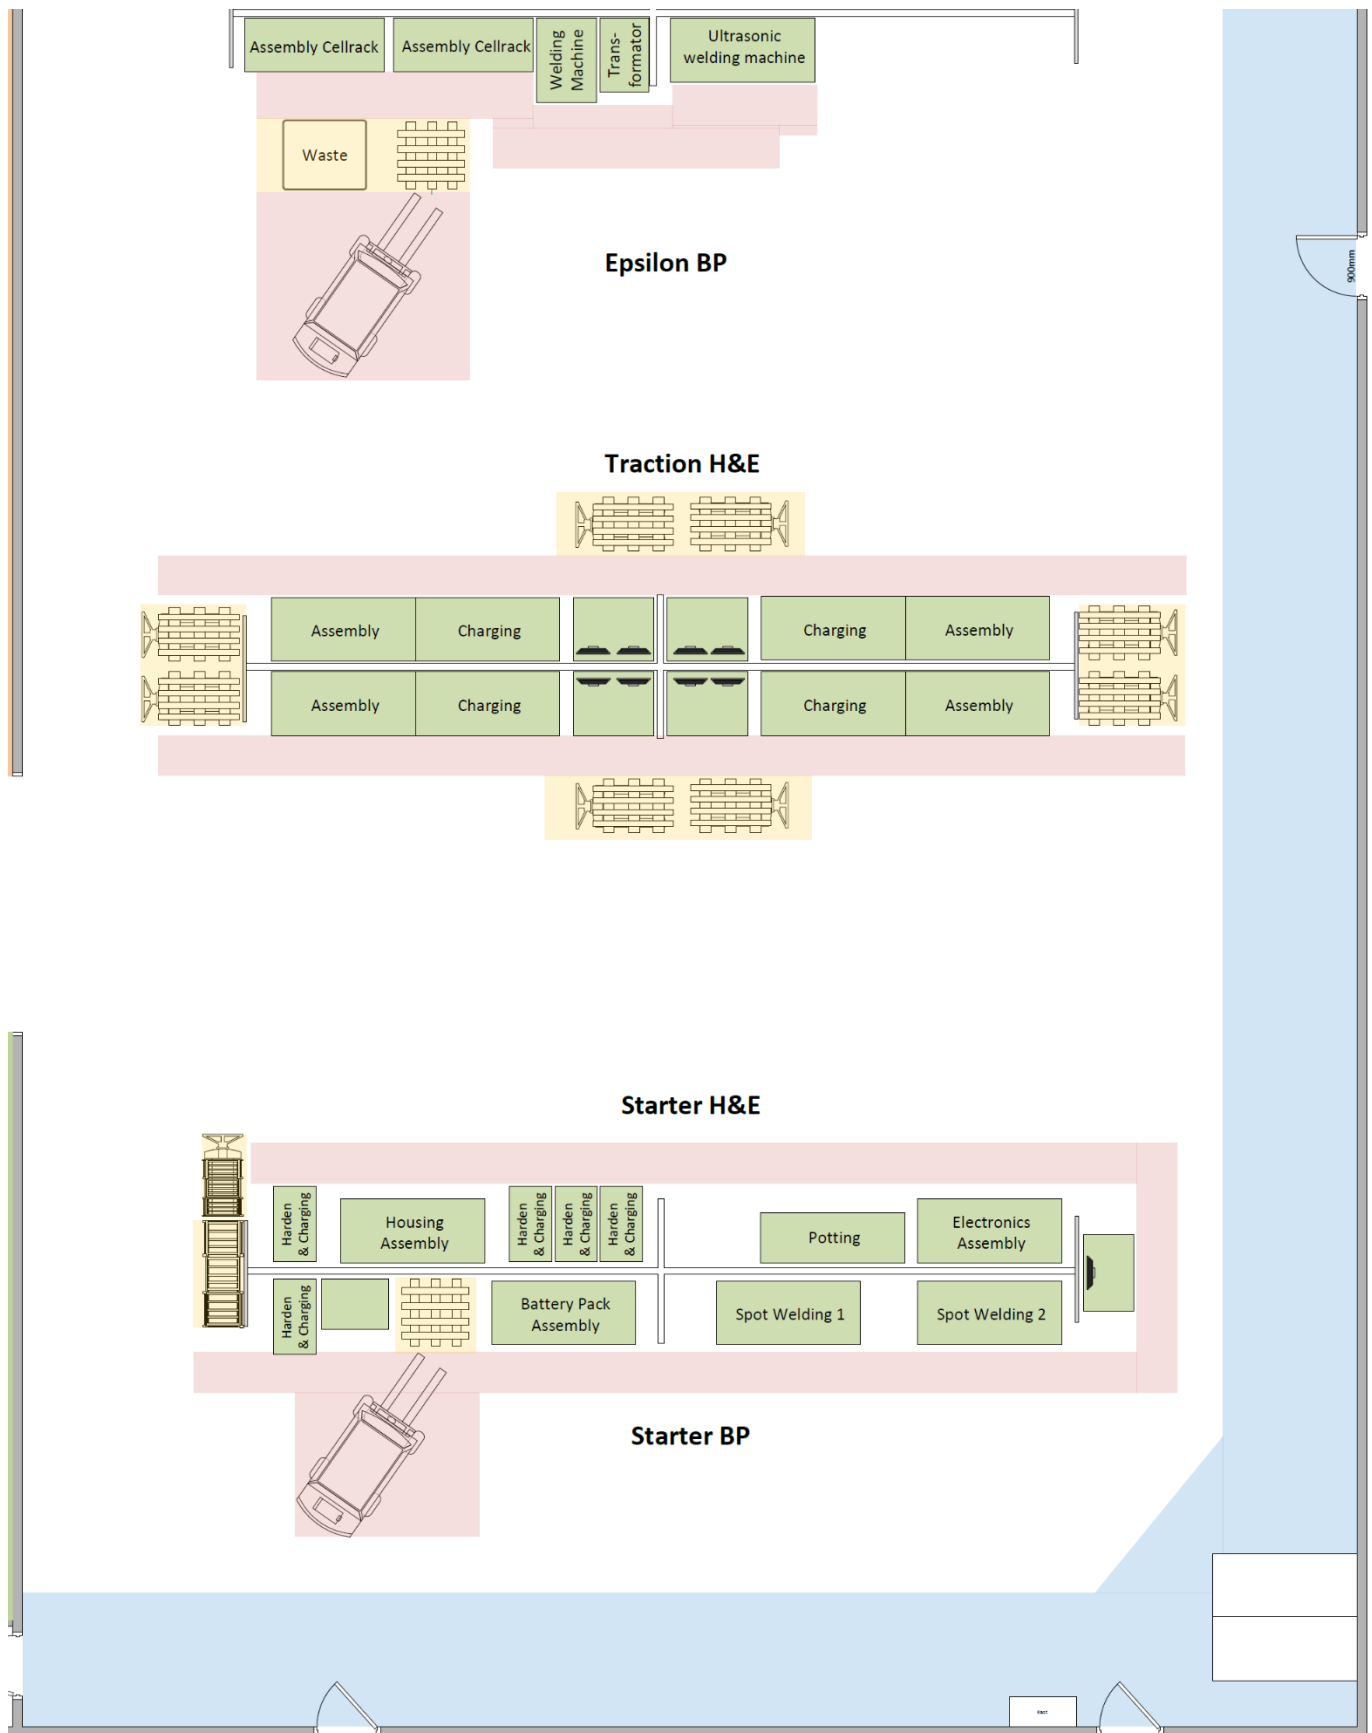 Assembly Cellrack
Assembly Cellrack
Welding
Machine
Trans-
formator
Ultrasonic
welding machine
Waste
900mm
Epsilon BP
Traction H&E
Assembly
Charging
Charging
Assembly
Assembly
Charging
Charging
Assembly
Starter H&E
Harden
& Charging
Housing
Assembly
Harden
& Charging
Harden
& Charging
Harden
& Charging
Potting
Electronics
Assembly
Harden
& Charging
Battery Pack
Assembly
Spot Welding 1
Spot Welding 2
Starter BP